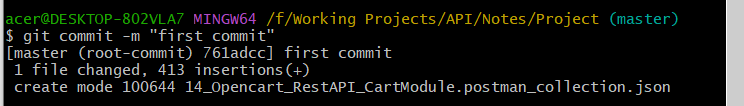 acer@DESKTOP-8O2VLA7 MINGW64 /f/Working Projects/API/Notes/Project (master)
$ git commit -m "first commit"
[master (root-commit) 761adcc] first commit
 1 file changed, 413 insertions(+)
 create mode 100644 14_Opencart_RestAPI_CartModule.postman_collection.json